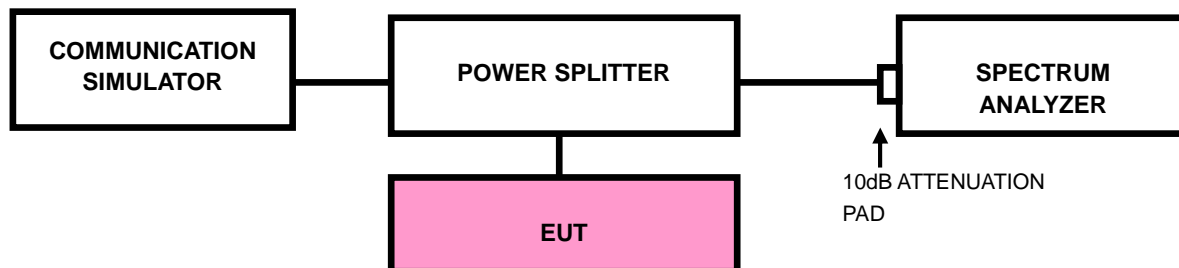 COMMUNICATION
SIMULATOR
POWER SPLITTER
SPECTRUM
ANALYZER
10dB ATTENUATION
PAD
EUT